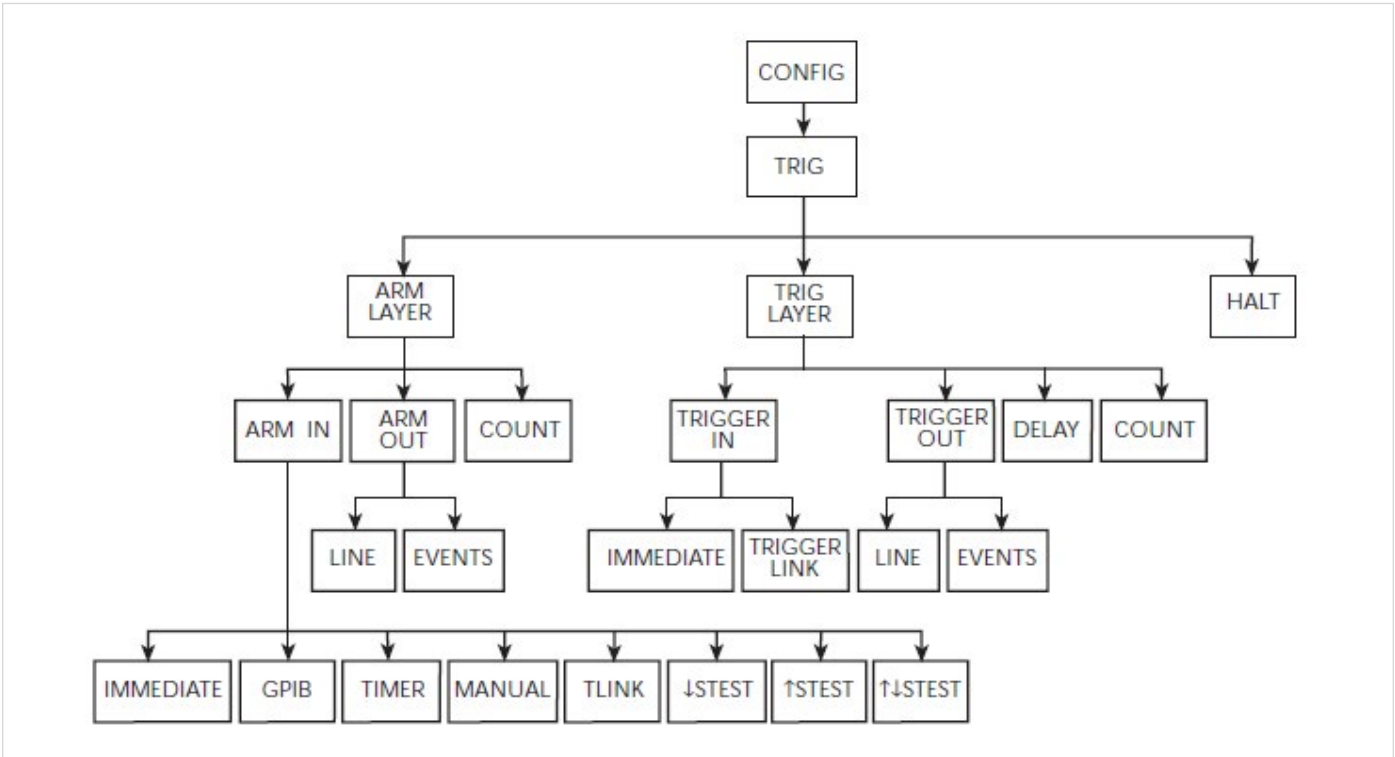 CONFIG
TRIG
ARM
LAYER
TRIG
LAYER
HALT
ARM IN
ARM
OUT
COUNT
TRIGGER
IN
TRIGGER
OUT
DELAY
COUNT
LINE
EVENTS
IMMEDIATE
TRIGGER
LINK
LINE
EVENTS
IMMEDIATE
GPIB
TIMER
MANUAL
TLINK
↓STEST
↑STEST
↑↓STEST